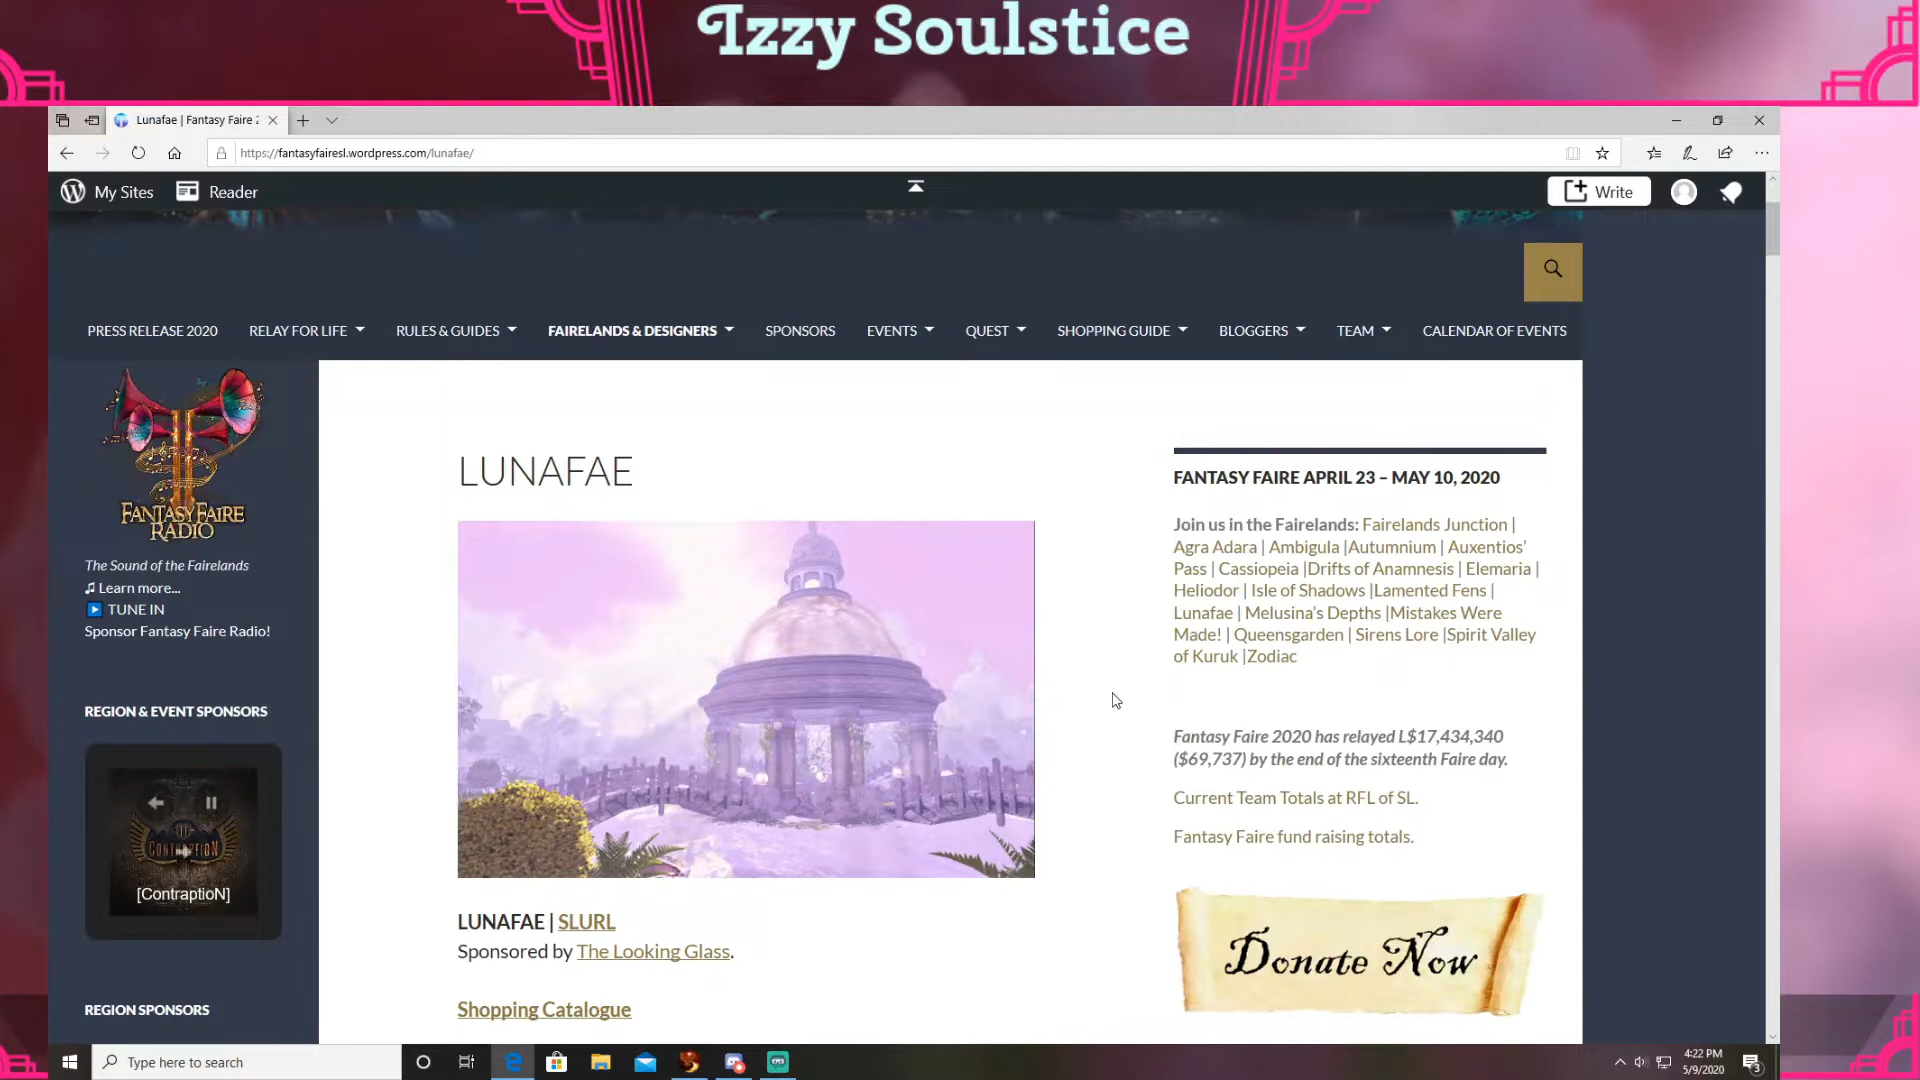 Izzy Soulstice
Lunafae | Fantasy Faire 2
https://fantasyfairesl.wordpress.com/lunafae/
My Sites
Reader
Write
PRESS RELEASE 2020
RELAY FOR LIFE
RULES & GUIDES
FAIRELANDS & DESIGNERS
SPONSORS
EVENTS
QUEST
SHOPPING GUIDE
BLOGGERS
TEAM
CALENDAR OF EVENTS
FANTASY FAIRE
RADIO
The Sound of the Fairelands
♫ Learn more...
TUNE IN
Sponsor Fantasy Faire Radio!
REGION & EVENT SPONSORS
CONTRAPTION
[ContraptioN]
REGION SPONSORS
LUNAFAE
LUNAFAE | SLURL
Sponsored by The Looking Glass.
Shopping Catalogue
FANTASY FAIRE APRIL 23 – MAY 10, 2020
Join us in the Fairelands: Fairelands Junction |
Agra Adara | Ambigula |Autumnium | Auxentios’
Pass | Cassiopeia |Drifts of Anamnesis | Elemaria |
Heliodor | Isle of Shadows |Lamented Fens |
Lunafae | Melusina’s Depths |Mistakes Were
Made! | Queensgarden | Sirens Lore |Spirit Valley
of Kuruk |Zodiac
Fantasy Faire 2020 has relayed L$17,434,340
($69,737) by the end of the sixteenth Faire day.
Current Team Totals at RFL of SL.
Fantasy Faire fund raising totals.
Donate Now
Type here to search
4:22 PM
5/9/2020
3